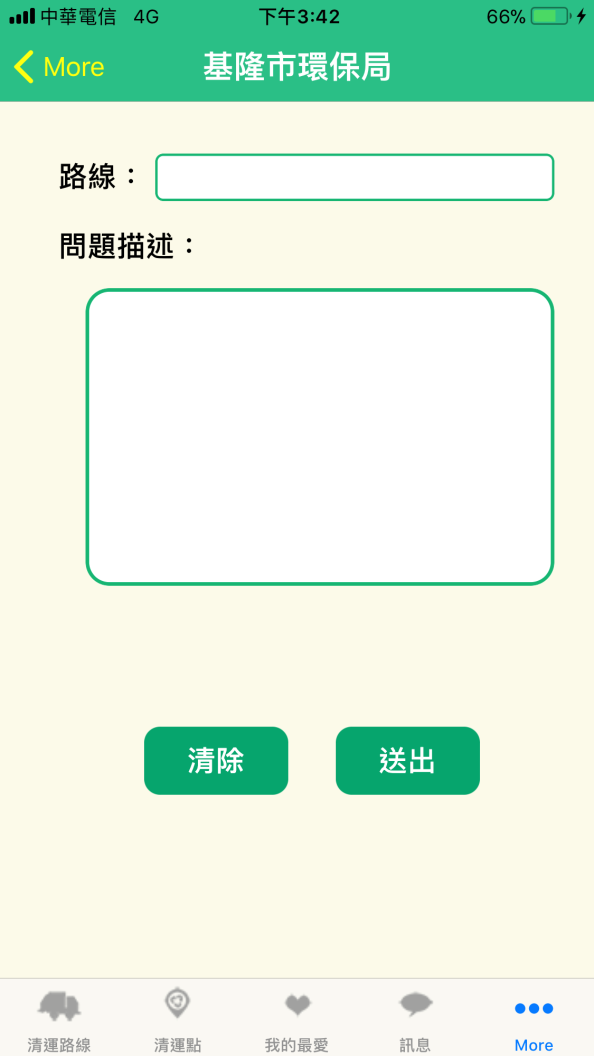 中華電信 4G 下午3:42 66%
More 基隆市環保局
路線：
問題描述：
清除 送出
清運路線 清運點 我的最愛 訊息 More